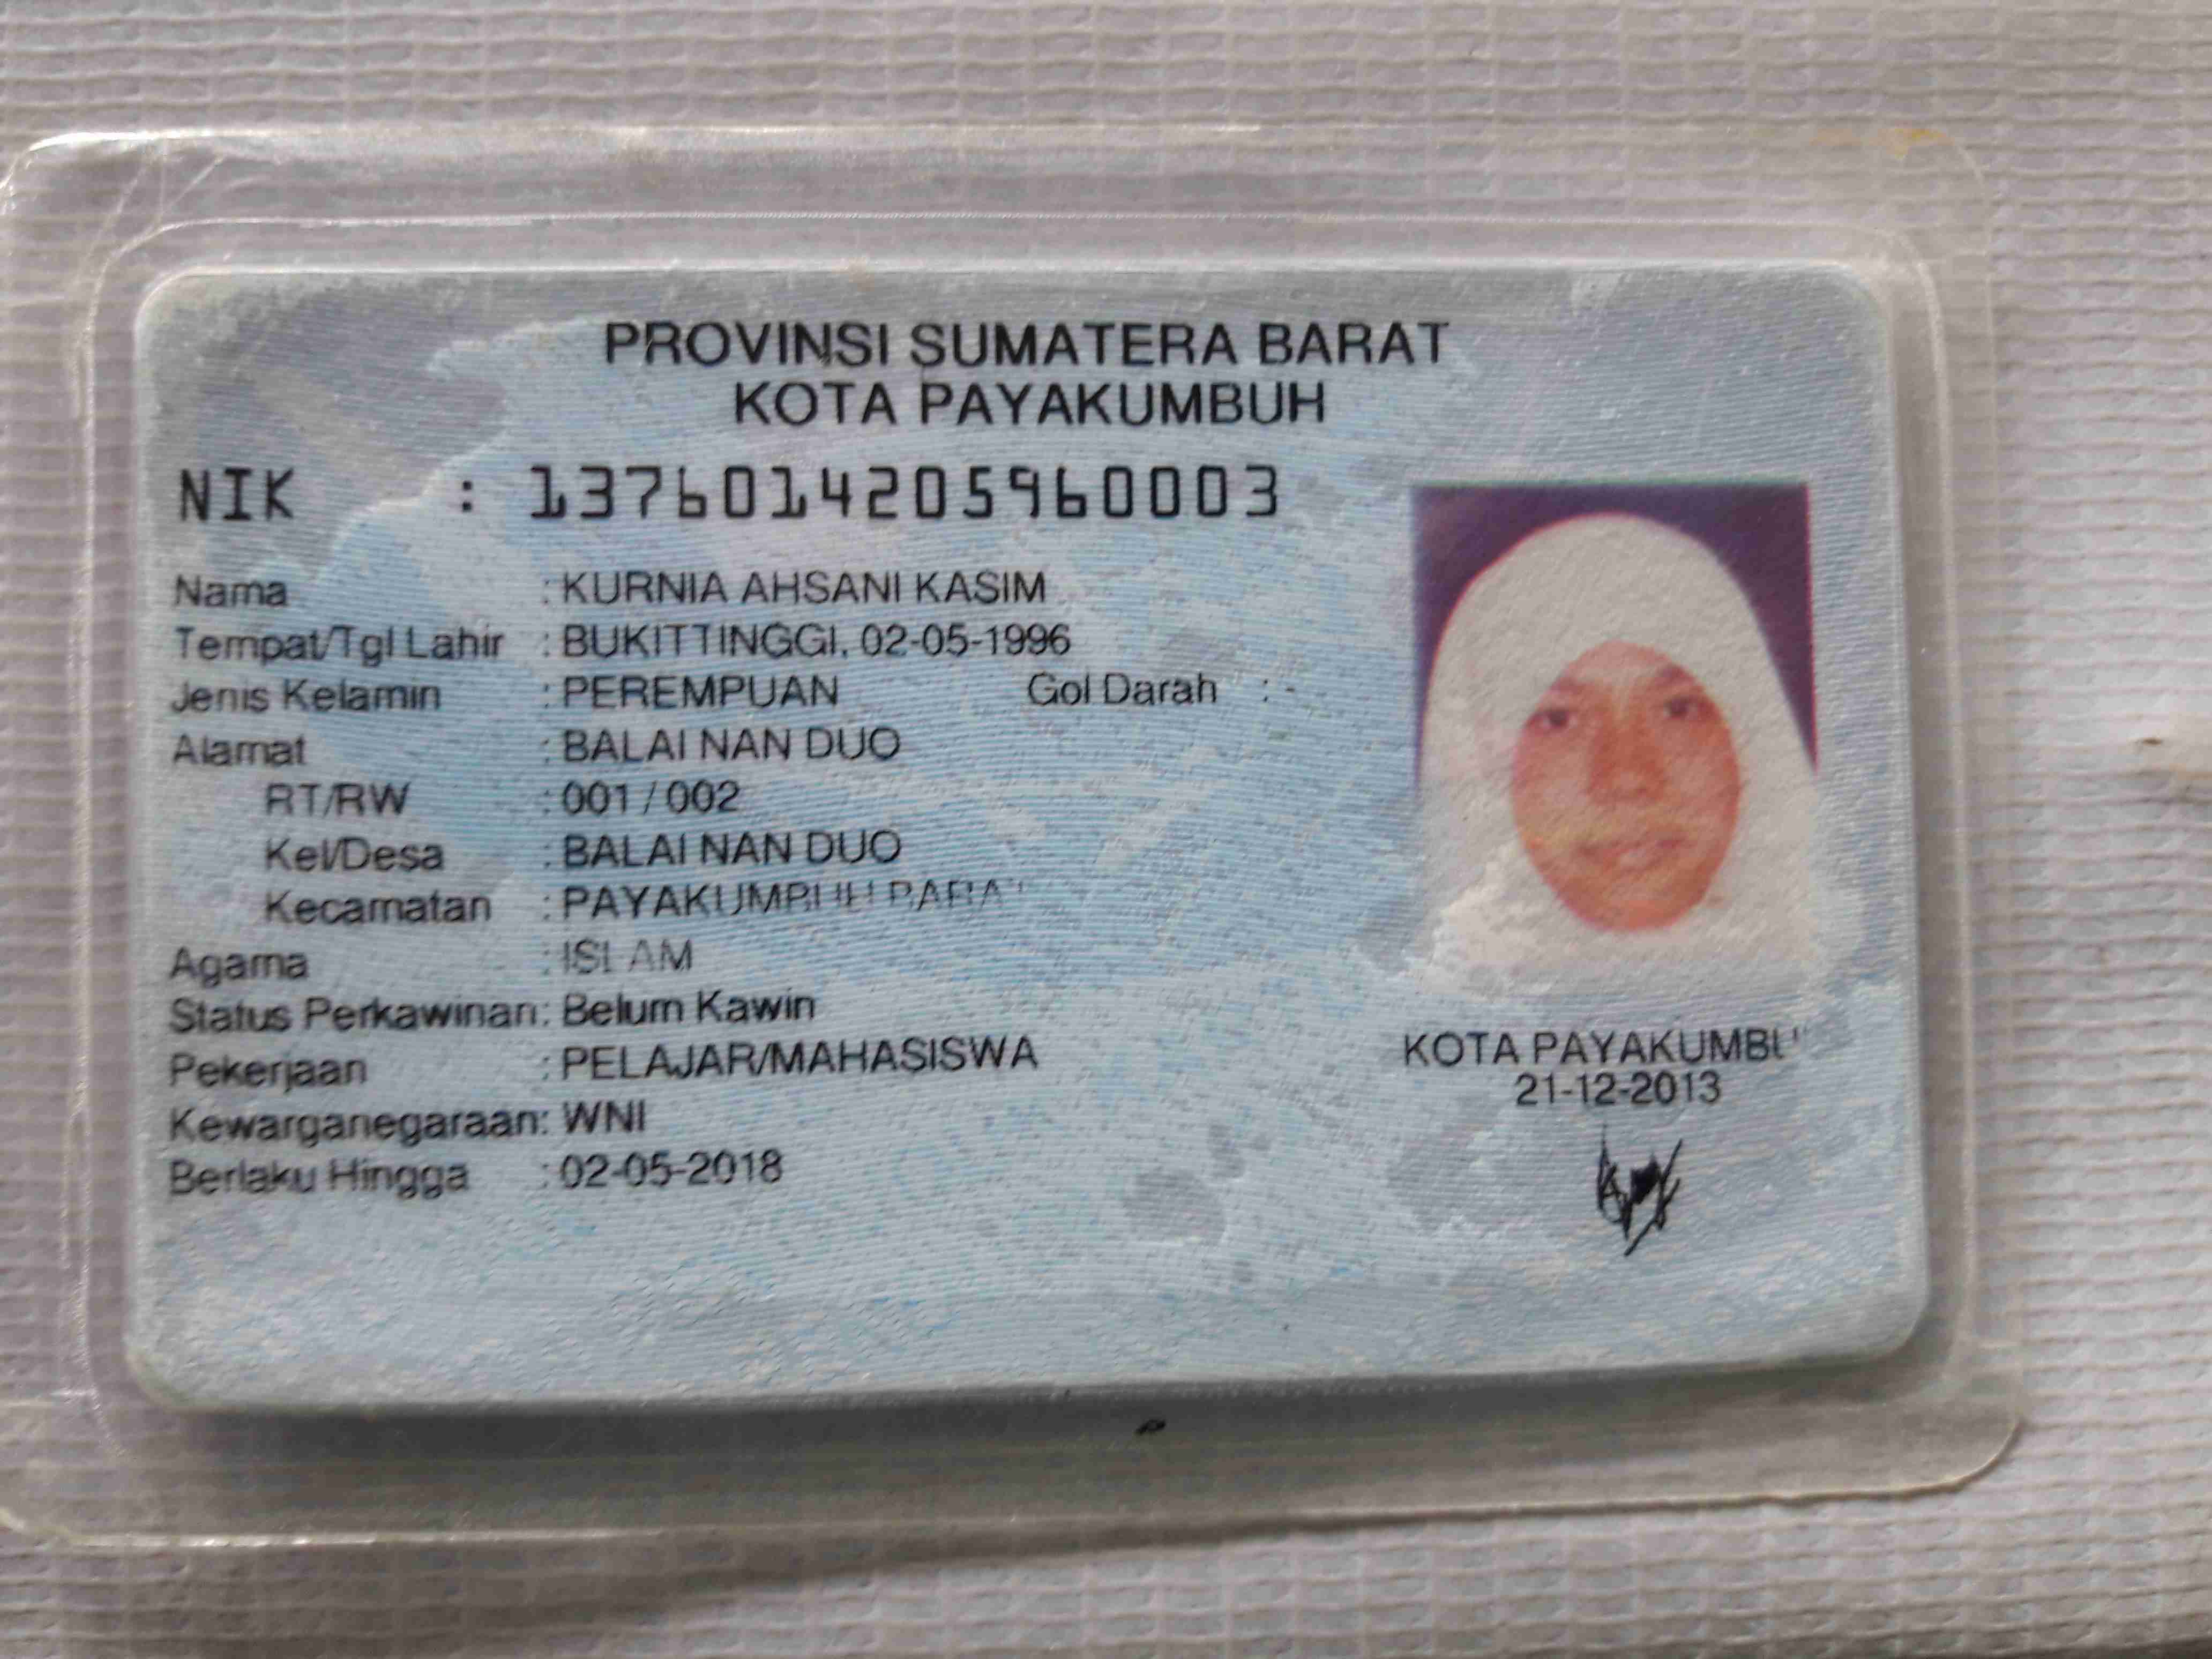 PROVINSI SUMATERA BARAT
KOTA PAYAKUMBUH
NIK : 1376014205960003
Nama : KURNIA AHSANI KASIM
Tempat/Tgl Lahir : BUKITTINGGI, 02-05-1996
Jenis Kelamin : PEREMPUAN Gol Darah : -
Alamat : BALAI NAN DUO
RT/RW : 001 / 002
Kel/Desa : BALAI NAN DUO
Kecamatan : PAYAKUMBUH BARAT
Agama : ISLAM
Status Perkawinan: Belum Kawin
Pekerjaan : PELAJAR/MAHASISWA
Kewarganegaraan: WNI
Berlaku Hingga : 02-05-2018
KOTA PAYAKUMBUH
21-12-2013